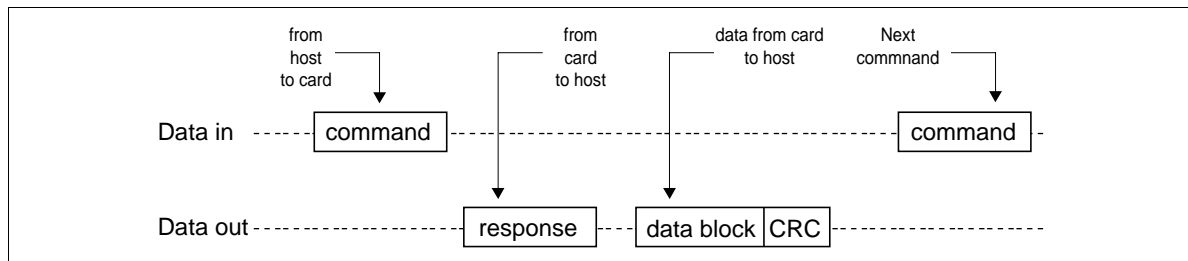 from
host
to card
from
card
to host
data from card
to host
Next
commnand
Data in
command
command
Data out
response
data block
CRC